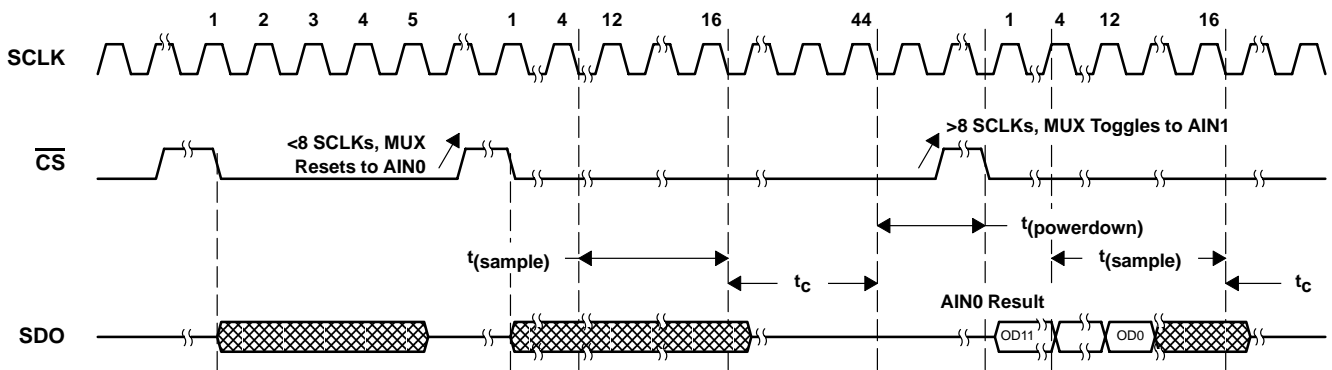 1 2 3 4 5 1 4 12 16 44 1 4 12 16
SCLK
<8 SCLKs, MUX
Resets to AIN0
>8 SCLKs, MUX Toggles to AIN1
CS
t(powerdown)
t(sample)
t(sample)
tc
tc
AIN0 Result
SDO
OD11
OD0